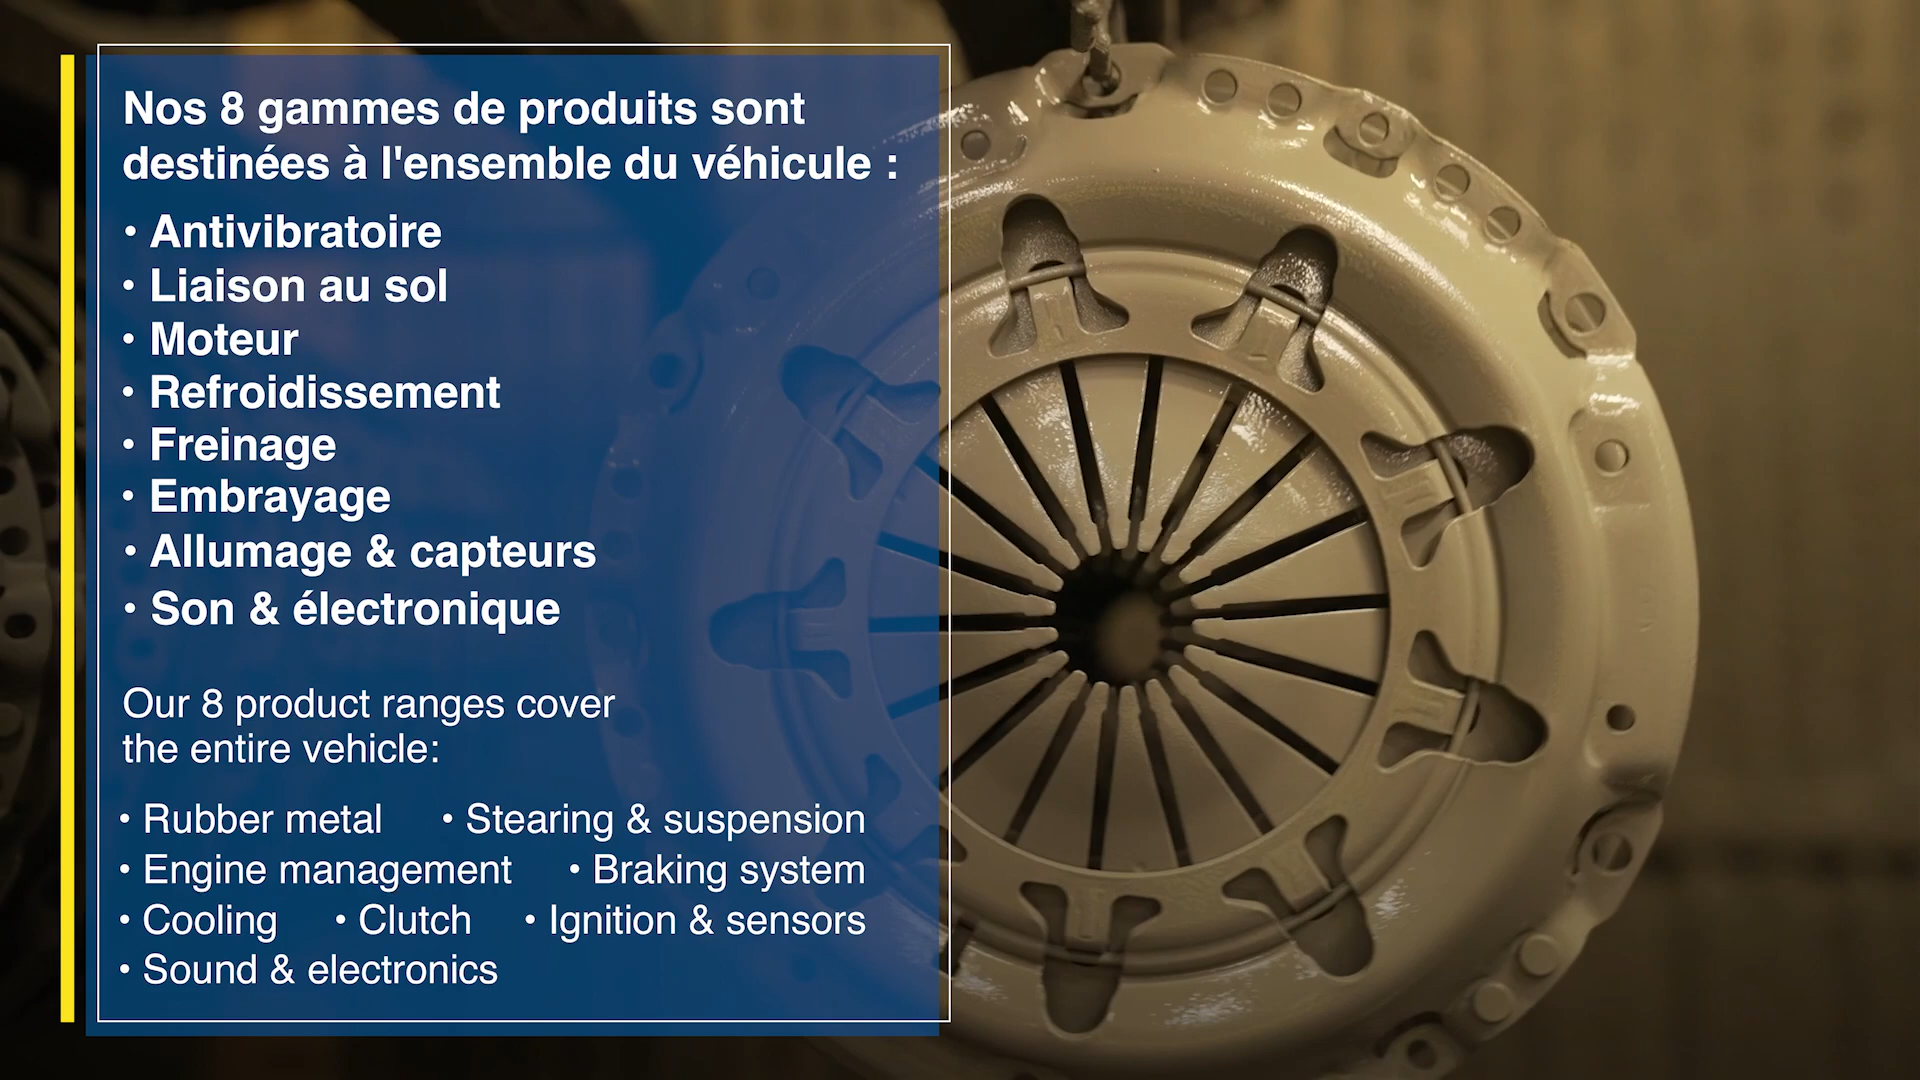 Nos 8 gammes de produits sont
destinées à l'ensemble du véhicule :
• Antivibratoire
• Liaison au sol
• Moteur
• Refroidissement
• Freinage
• Embrayage
• Allumage & capteurs
• Son & électronique
Our 8 product ranges cover
the entire vehicle:
• Rubber metal • Stearing & suspension
• Engine management • Braking system
• Cooling • Clutch • Ignition & sensors
• Sound & electronics